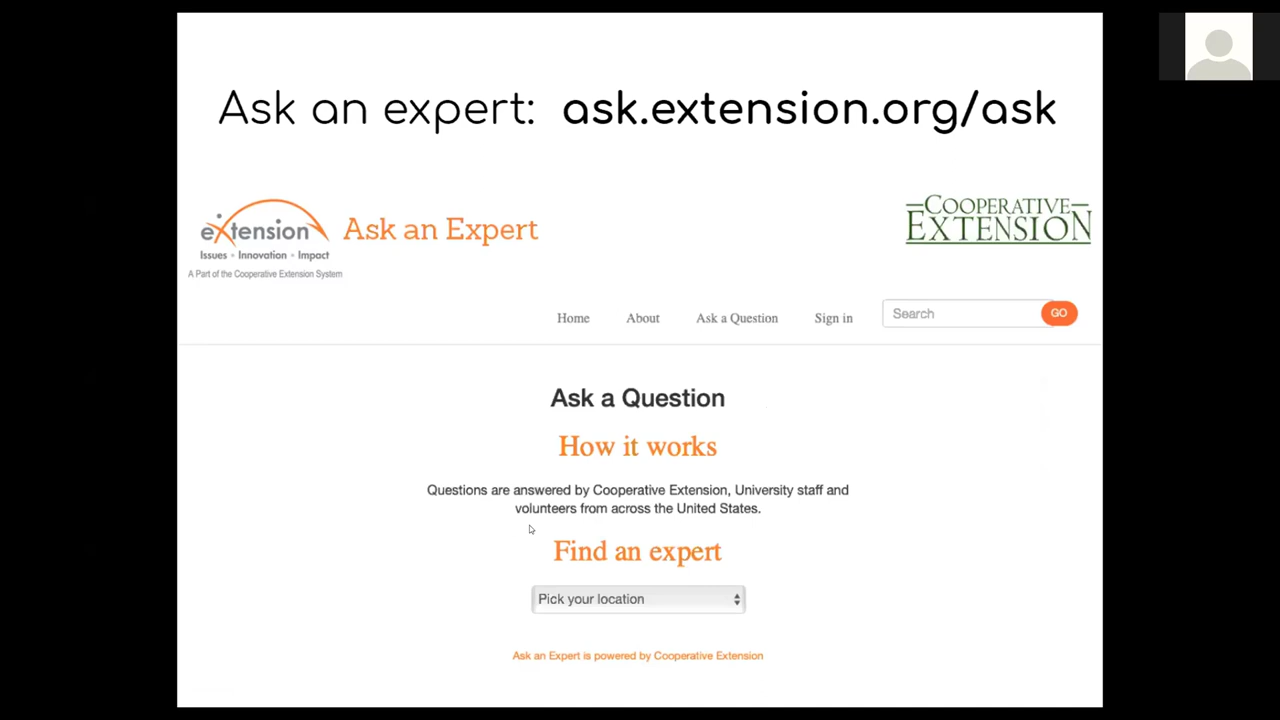 Ask an expert: ask.extension.org/ask
eXtension
Issues • Innovation • Impact
A Part of the Cooperative Extension System
Ask an Expert
COOPERATIVE
EXTENSION
Home
About
Ask a Question
Sign in
Search
GO
Ask a Question
How it works
Questions are answered by Cooperative Extension, University staff and
volunteers from across the United States.
Find an expert
Pick your location
Ask an Expert is powered by Cooperative Extension